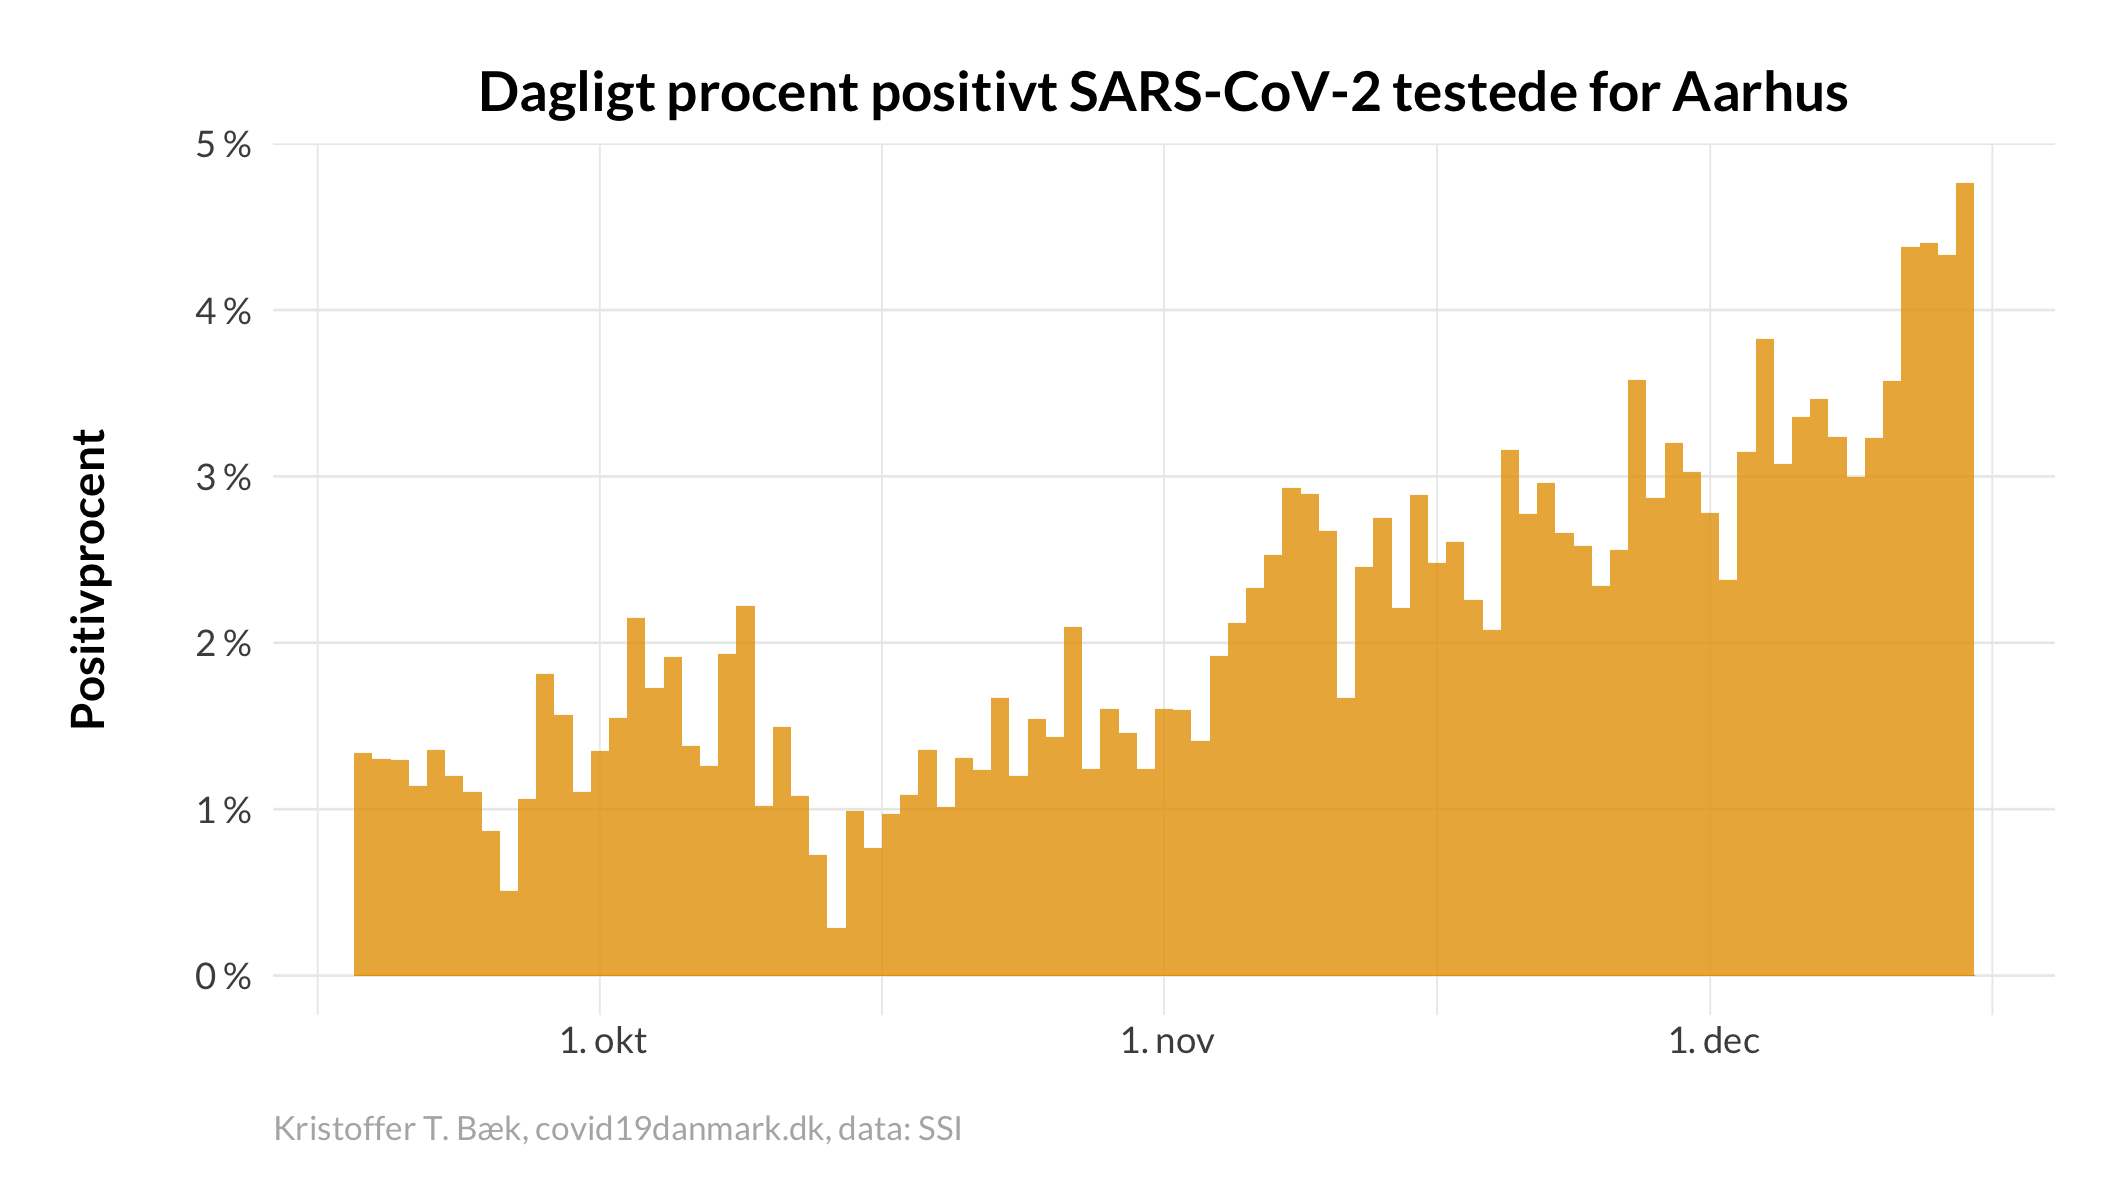 Dagligt procent positivt SARS-CoV-2 testede for Aarhus
Positivprocent
5 %
4 %
3 %
2 %
1 %
0 %
1. okt
1. nov
1. dec
Kristoffer T. Bæk, covid19danmark.dk, data: SSI